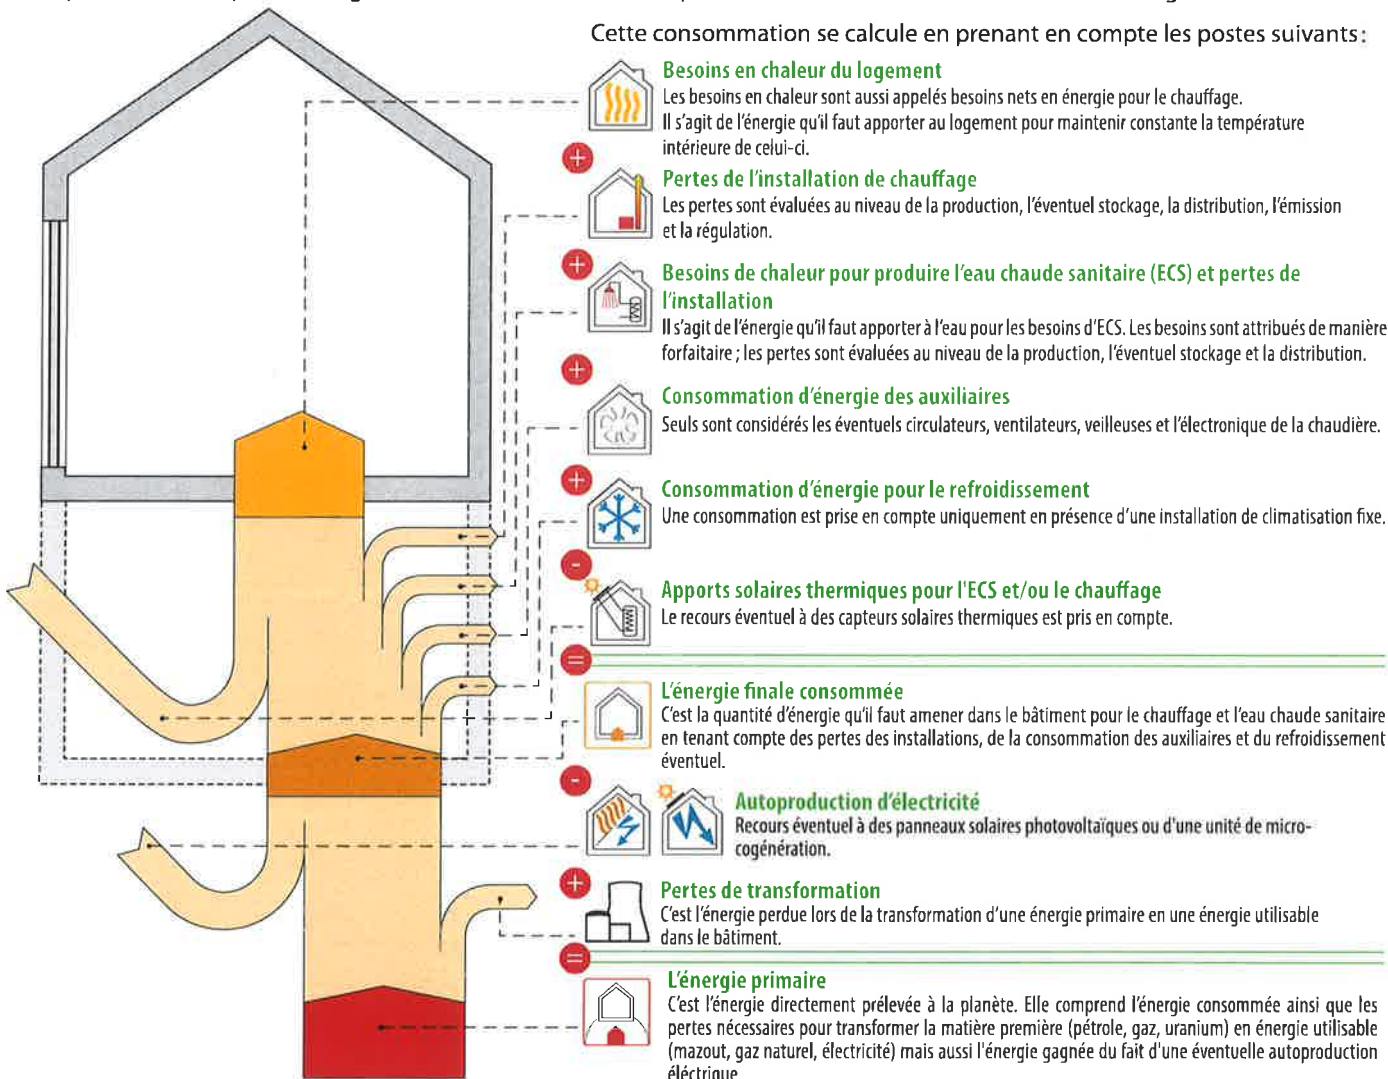 Cette consommation se calcule en prenant en compte les postes suivants :
Besoins en chaleur du logement
Les besoins en chaleur sont aussi appelés besoins nets en énergie pour le chauffage.
Il s'agit de l'énergie qu'il faut apporter au logement pour maintenir constante la température
intérieure de celui-ci.
+
Pertes de l'installation de chauffage
Les pertes sont évaluées au niveau de la production, l'éventuel stockage, la distribution, l'émission
et la régulation.
+
Besoins de chaleur pour produire l'eau chaude sanitaire (ECS) et pertes de
l'installation
Il s'agit de l'énergie qu'il faut apporter à l'eau pour les besoins d'ECS. Les besoins sont attribués de manière
forfaitaire ; les pertes sont évaluées au niveau de la production, l'éventuel stockage et la distribution.
+
Consommation d'énergie des auxiliaires
Seuls sont considérés les éventuels circulateurs, ventilateurs, veilleuses et l'électronique de la chaudière.
+
Consommation d'énergie pour le refroidissement
Une consommation est prise en compte uniquement en présence d'une installation de climatisation fixe.
-
Apports solaires thermiques pour l'ECS et/ou le chauffage
Le recours éventuel à des capteurs solaires thermiques est pris en compte.
=
L'énergie finale consommée
C'est la quantité d'énergie qu'il faut amener dans le bâtiment pour le chauffage et l'eau chaude sanitaire
en tenant compte des pertes des installations, de la consommation des auxiliaires et du refroidissement
éventuel.
-
Autoproduction d'électricité
Recours éventuel à des panneaux solaires photovoltaïques ou d'une unité de micro-
cogénération.
+
Pertes de transformation
C'est l'énergie perdue lors de la transformation d'une énergie primaire en une énergie utilisable
dans le bâtiment.
=
L'énergie primaire
C'est l'énergie directement prélevée à la planète. Elle comprend l'énergie consommée ainsi que les
pertes nécessaires pour transformer la matière première (pétrole, gaz, uranium) en énergie utilisable
(mazout, gaz naturel, électricité) mais aussi l'énergie gagnée du fait d'une éventuelle autoproduction
éléctrique